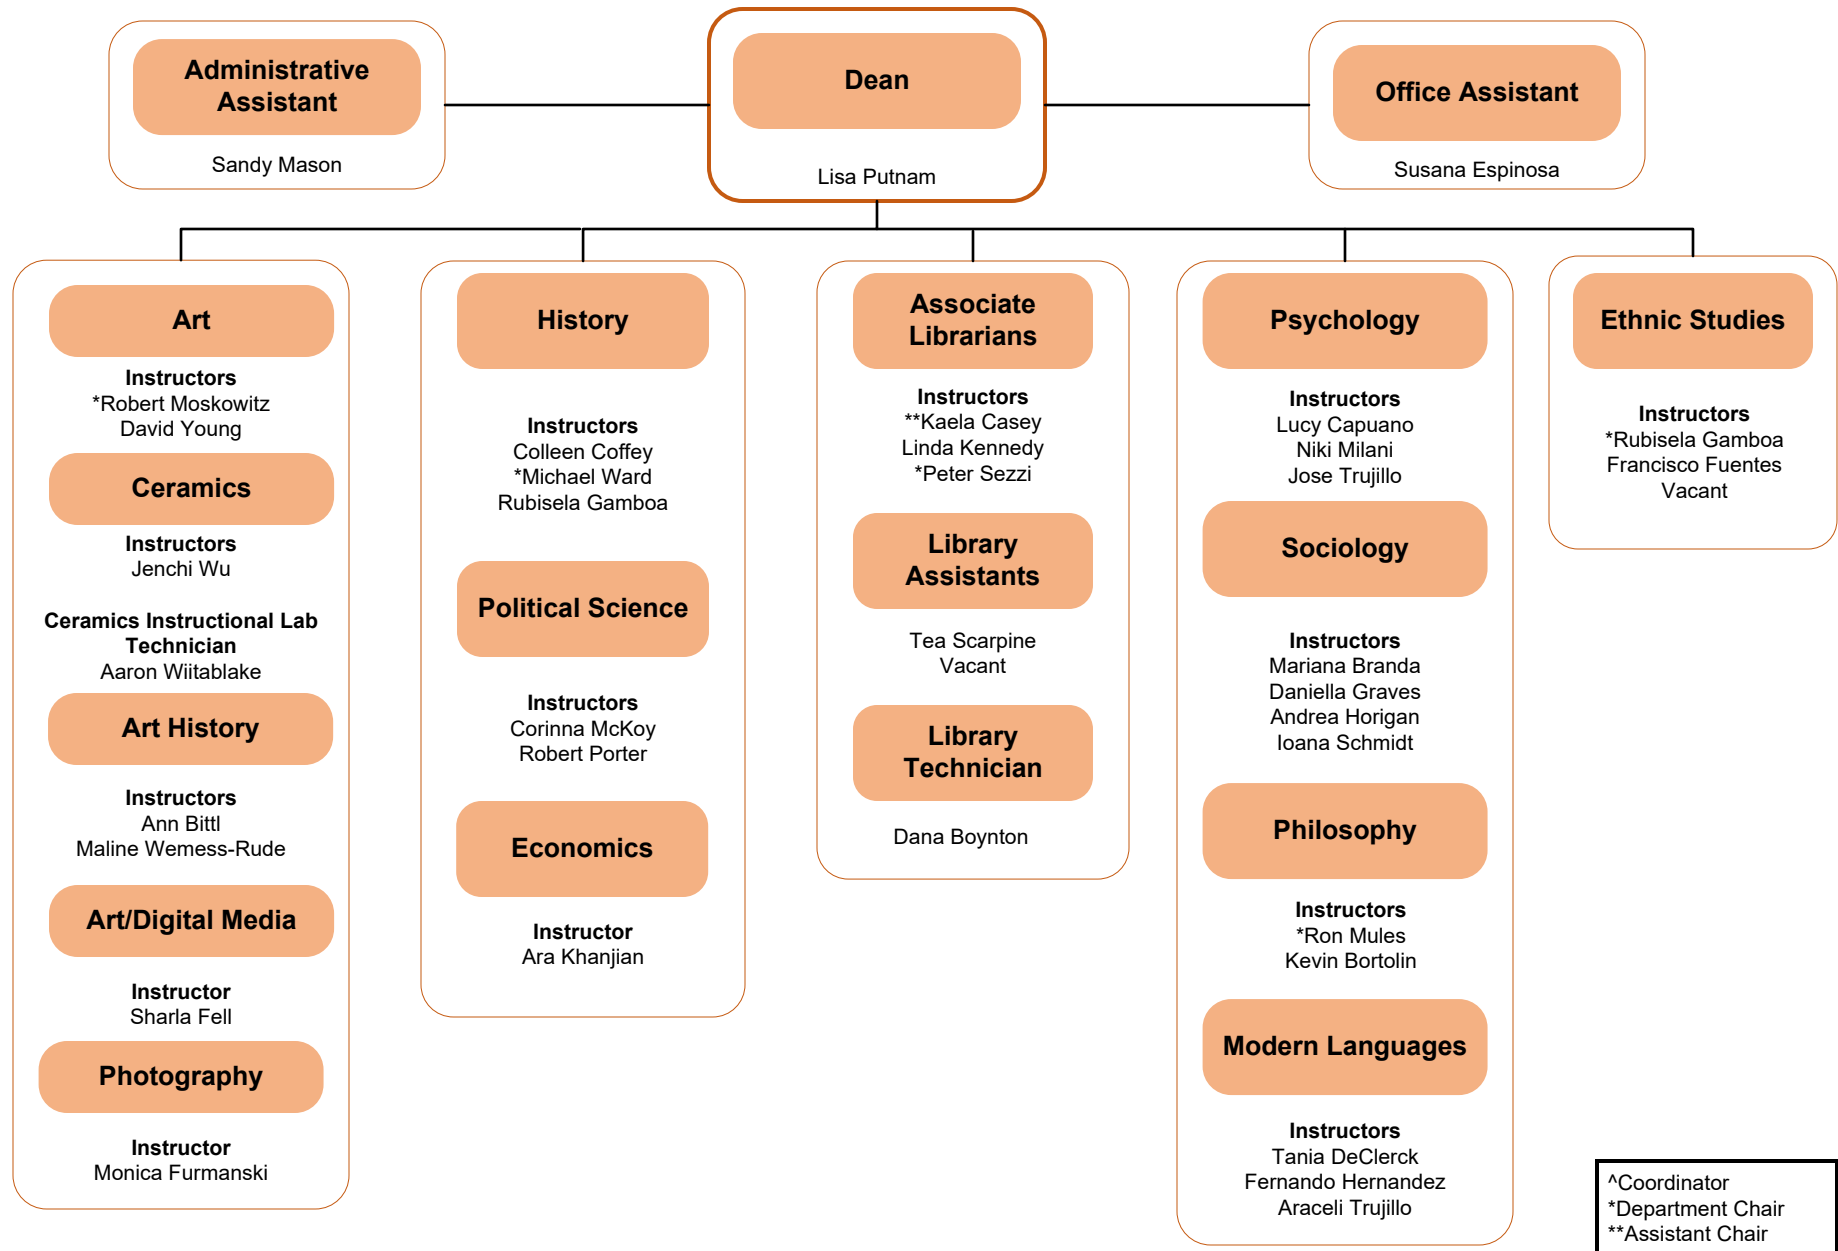 Administrative
Assistant
Sandy Mason
Dean
Lisa Putnam
Office Assistant
Susana Espinosa
Art
Instructors
*Robert Moskowitz
David Young
Ceramics
Instructors
Jenchi Wu
Ceramics Instructional Lab
Technician
Aaron Wiitablake
Art History
Instructors
Ann Bittl
Maline Wemess-Rude
Art/Digital Media
Instructor
Sharla Fell
Photography
Instructor
Monica Furmanski
History
Instructors
Colleen Coffey
*Michael Ward
Rubisela Gamboa
Political Science
Instructors
Corinna McKoy
Robert Porter
Economics
Instructor
Ara Khanjian
Associate
Librarians
Instructors
**Kaela Casey
Linda Kennedy
*Peter Sezzi
Library
Assistants
Tea Scarpine
Vacant
Library
Technician
Dana Boynton
Psychology
Instructors
Lucy Capuano
Niki Milani
Jose Trujillo
Sociology
Instructors
Mariana Branda
Daniella Graves
Andrea Horigan
Ioana Schmidt
Philosophy
Instructors
*Ron Mules
Kevin Bortolin
Modern Languages
Instructors
Tania DeClerck
Fernando Hernandez
Araceli Trujillo
Ethnic Studies
Instructors
*Rubisela Gamboa
Francisco Fuentes
Vacant
^Coordinator
*Department Chair
**Assistant Chair